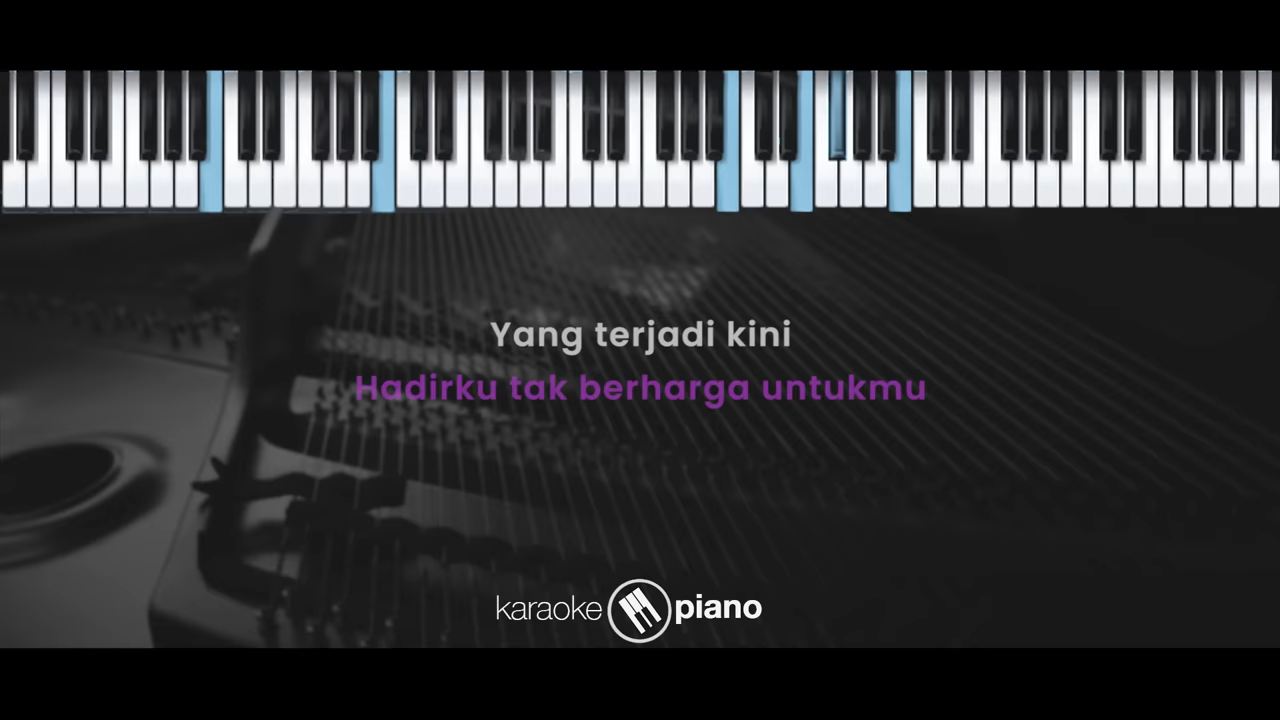 Yang terjadi kini
Hadirku tak berharga untukmu
karaoke piano